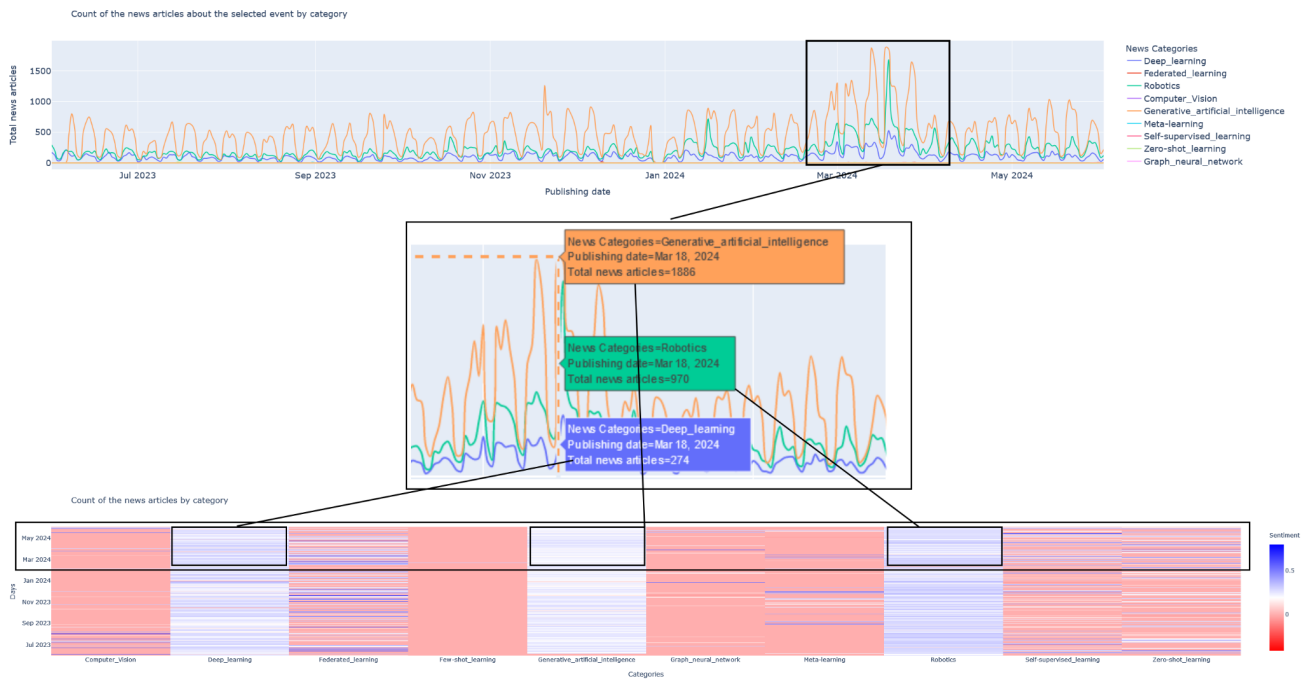 Count of the news articles about the selected event by category
Total news articles
1500
1000
500
0
Jul 2023
Sep 2023
Nov 2023
Jan 2024
Mar 2024
May 2024
Publishing date
News Categories
Deep_learning
Federated_learning
Robotics
Computer_Vision
Generative_artificial_intelligence
Meta-learning
Self-supervised_learning
Zero-shot_learning
Graph_neural_network
News Categories=Generative_artificial_intelligence
Publishing date=Mar 18, 2024
Total news articles=1886
News Categories=Robotics
Publishing date=Mar 18, 2024
Total news articles=970
News Categories=Deep_learning
Publishing date=Mar 18, 2024
Total news articles=274
Count of the news articles by category
Days
May 2024
Mar 2024
Jan 2024
Nov 2023
Sep 2023
Jul 2023
Computer_Vision
Deep_learning
Federated_learning
Few-shot_learning
Generative_artificial_intelligence
Graph_neural_network
Meta-learning
Robotics
Self-supervised_learning
Zero-shot_learning
Categories
Sentiment
0.5
0